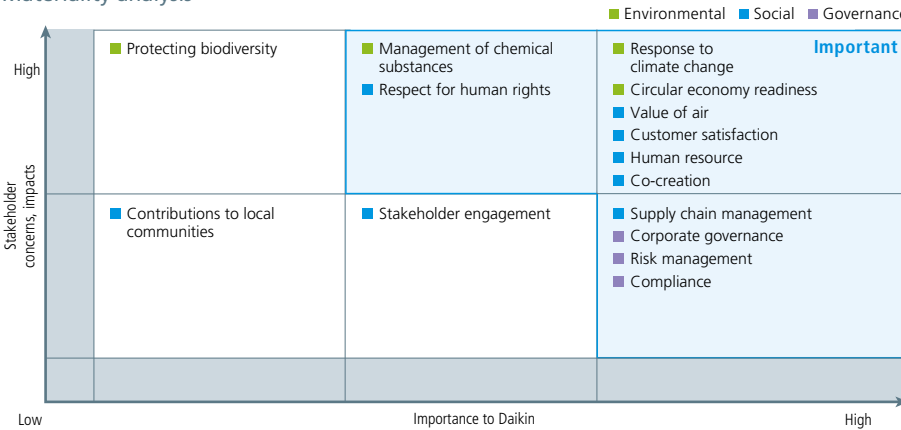 Materiality analysis
Environmental Social Governance
High
Protecting biodiversity
Management of chemical
substances
Respect for human rights
Response to
climate change
Important
Circular economy readiness
Value of air
Customer satisfaction
Human resource
Co-creation
Stakeholder
concerns, impacts
Contributions to local
communities
Stakeholder engagement
Supply chain management
Corporate governance
Risk management
Compliance
Low
Importance to Daikin
High